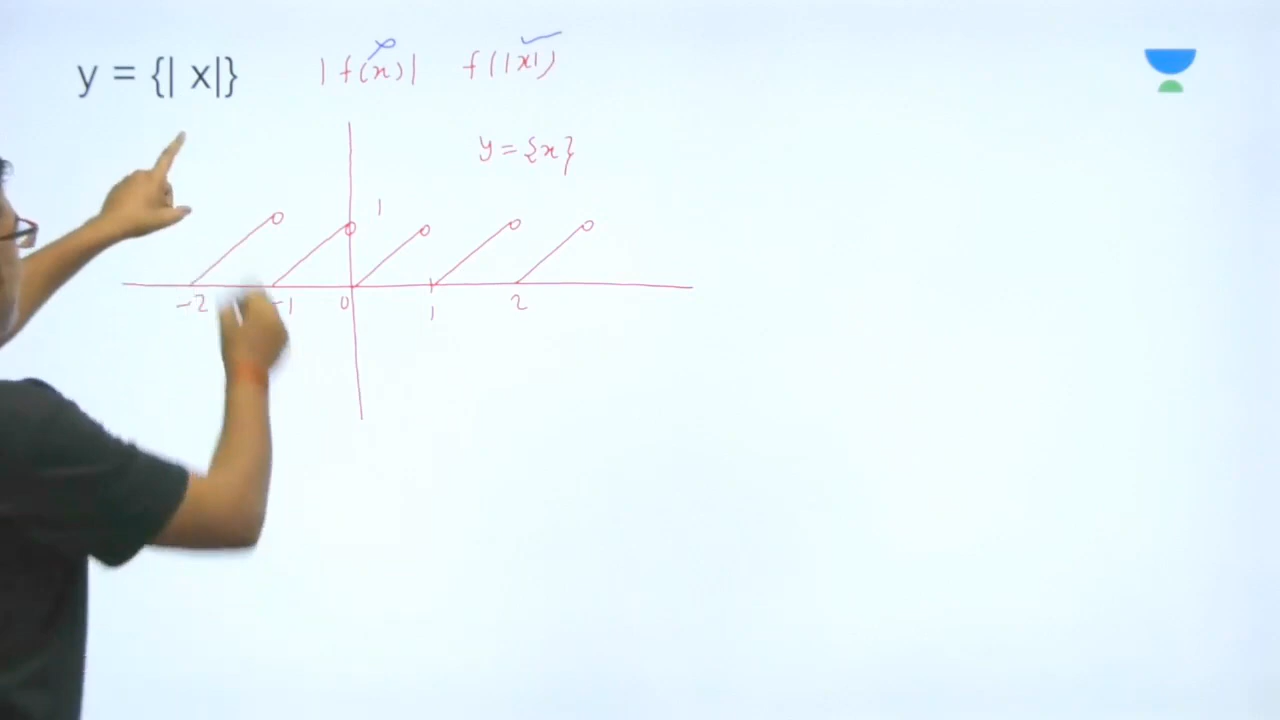 y = {| x|}
| f(x) | f(|x|)
y = {x}
1
-2 -1 0 1 2